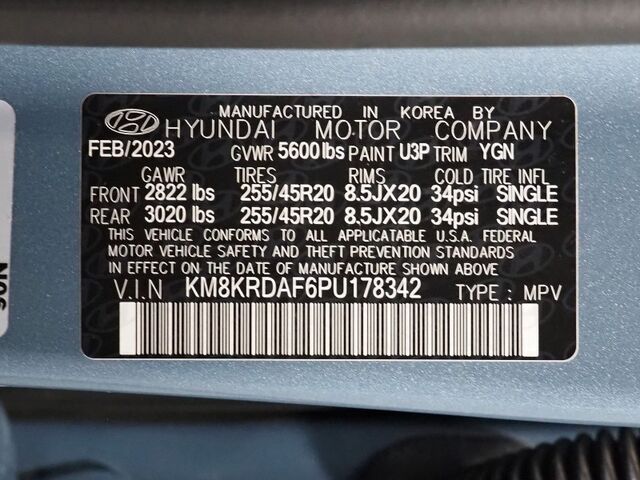 MANUFACTURED IN KOREA BY
HYUNDAI MOTOR COMPANY
FEB/2023 GVWR 5600lbs PAINT U3P TRIM YGN
GAWR TIRES RIMS COLD TIRE INFL
FRONT 2822 lbs 255/45R20 8.5JX20 34psi SINGLE
REAR 3020 lbs 255/45R20 8.5JX20 34psi SINGLE
THIS VEHICLE CONFORMS TO ALL APPLICATABLE U.S.A. FEDERAL
MOTOR VEHICLE SAFETY AND THEFT PREVENTION STANDARDS
IN EFFECT ON THE DATE OF MANUFACTURE SHOWN ABOVE
V.I.N KM8KRDAF6PU178342 TYPE : MPV